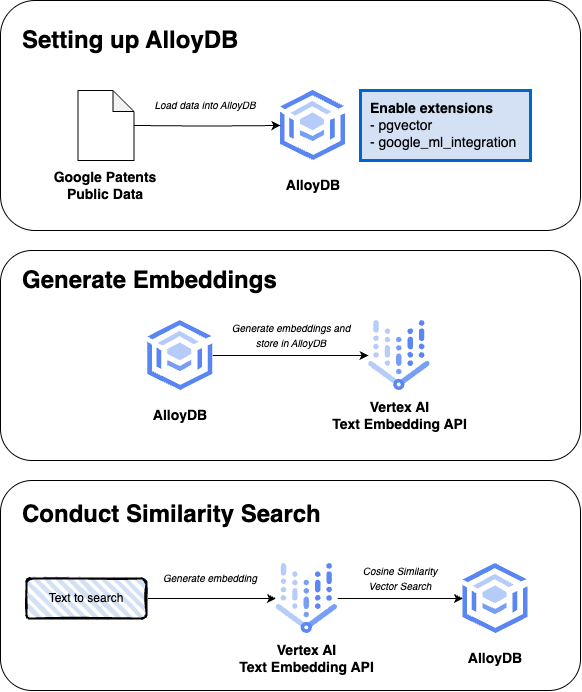 Setting up AlloyDB
Load data into AlloyDB
Enable extensions
- pgvector
- google_ml_integration
Google Patents
Public Data
AlloyDB
Generate Embeddings
Generate embeddings and
store in AlloyDB
AlloyDB
Vertex AI
Text Embedding API
Conduct Similarity Search
Text to search
Generate embedding
Cosine Similarity
Vector Search
Vertex AI
Text Embedding API
AlloyDB